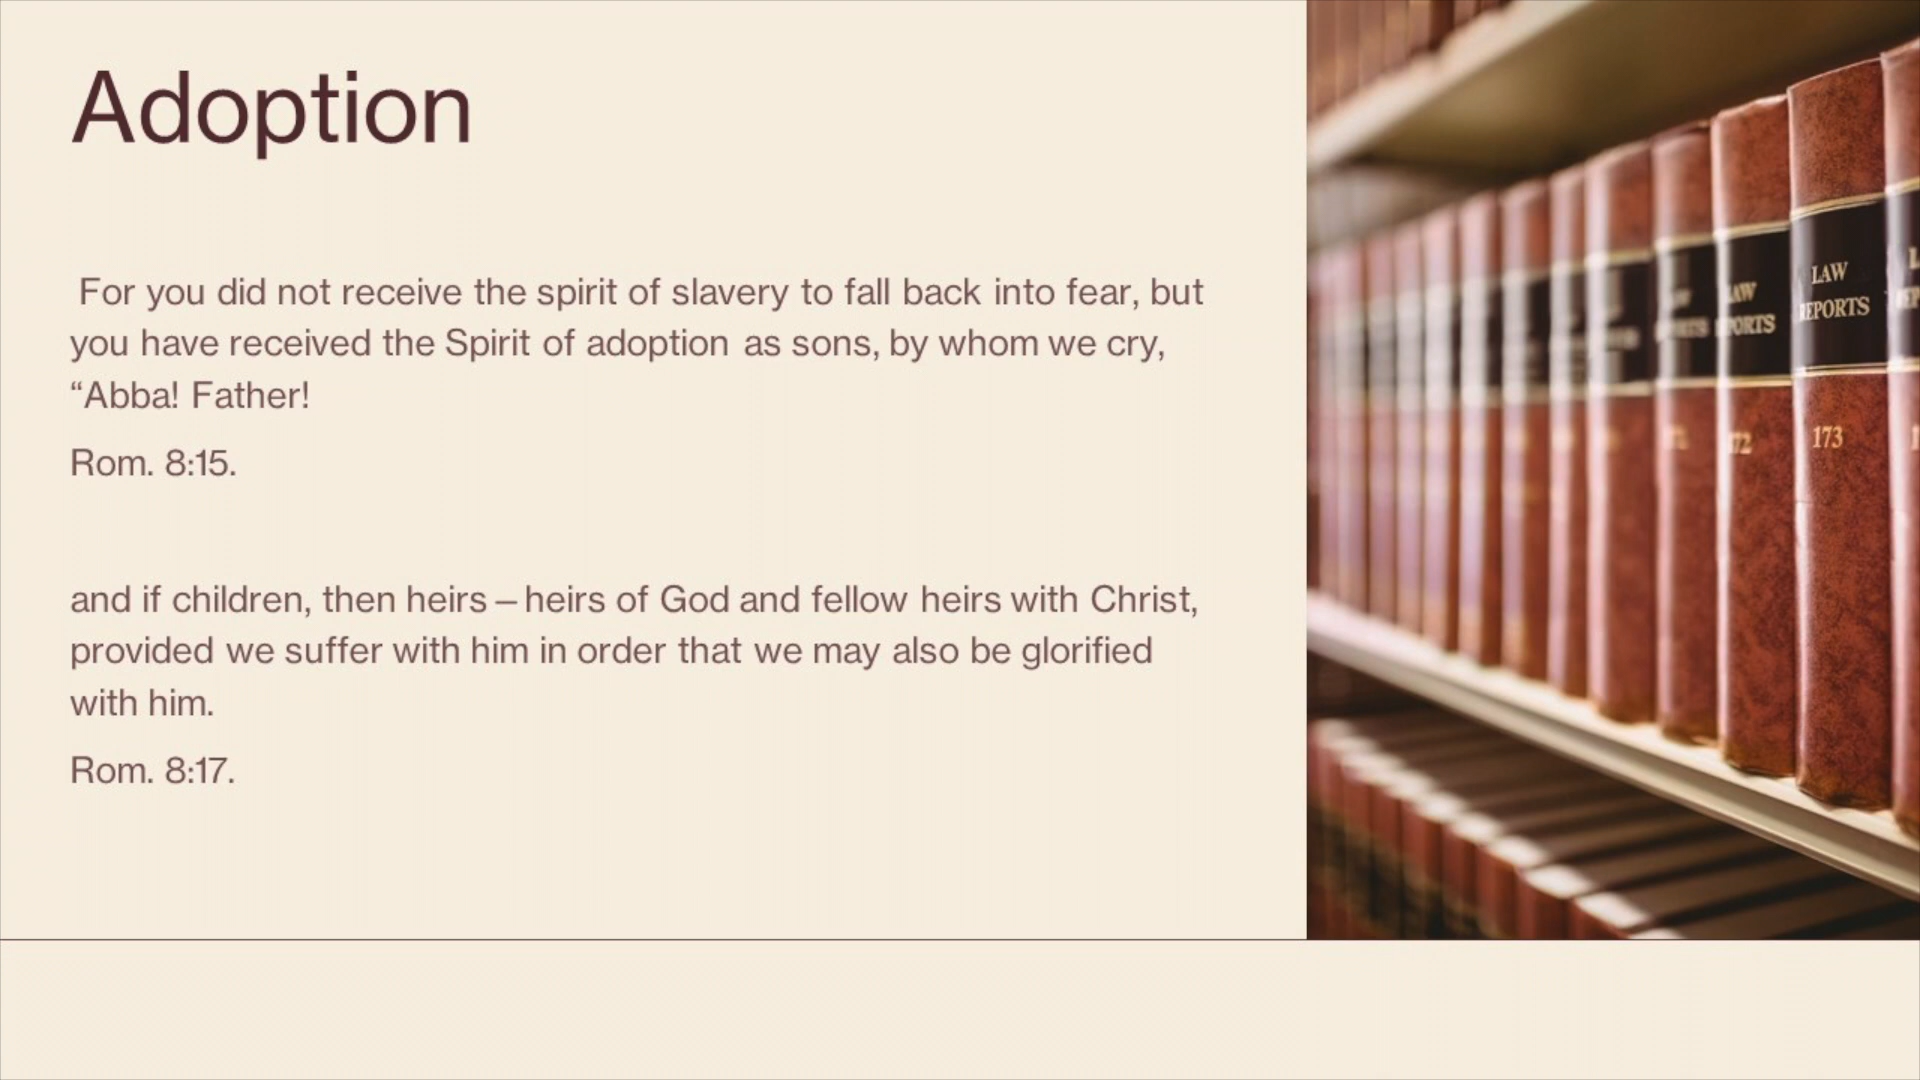 Adoption
For you did not receive the spirit of slavery to fall back into fear, but
you have received the Spirit of adoption as sons, by whom we cry,
“Abba! Father!
Rom. 8:15.
and if children, then heirs—heirs of God and fellow heirs with Christ,
provided we suffer with him in order that we may also be glorified
with him.
Rom. 8:17.
LAW
REPORTS
173